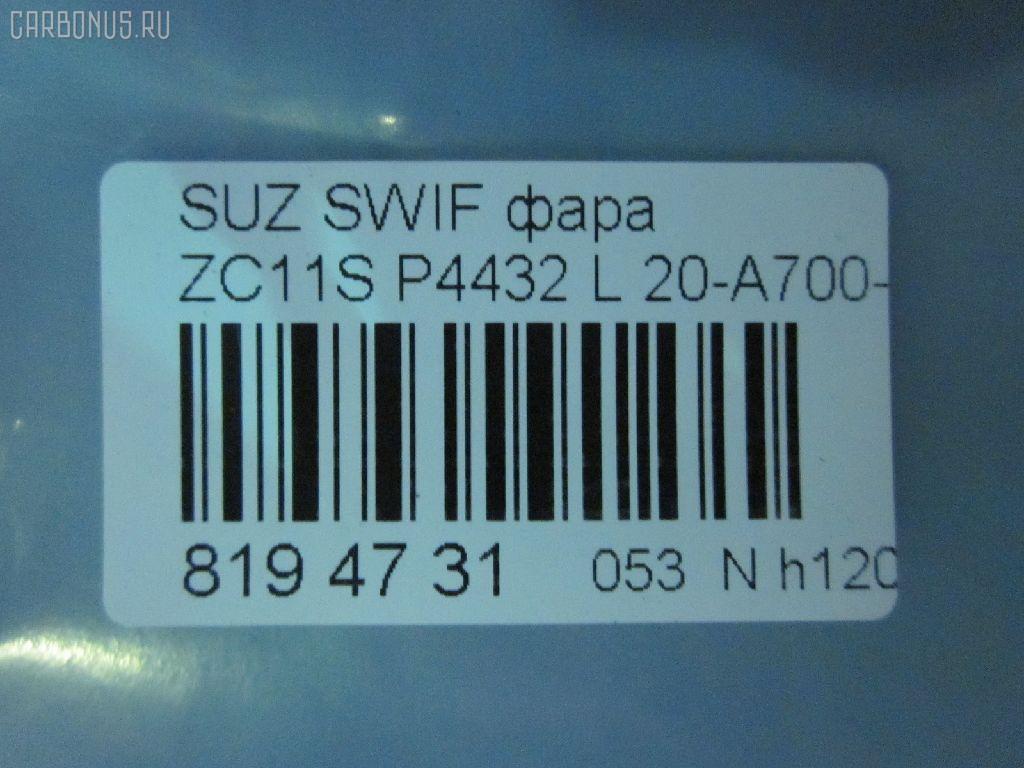 CARBONUS.RU
SUZ SWIF фара
ZC11S P4432 L 20-A700-
819 47 31 053 N h120